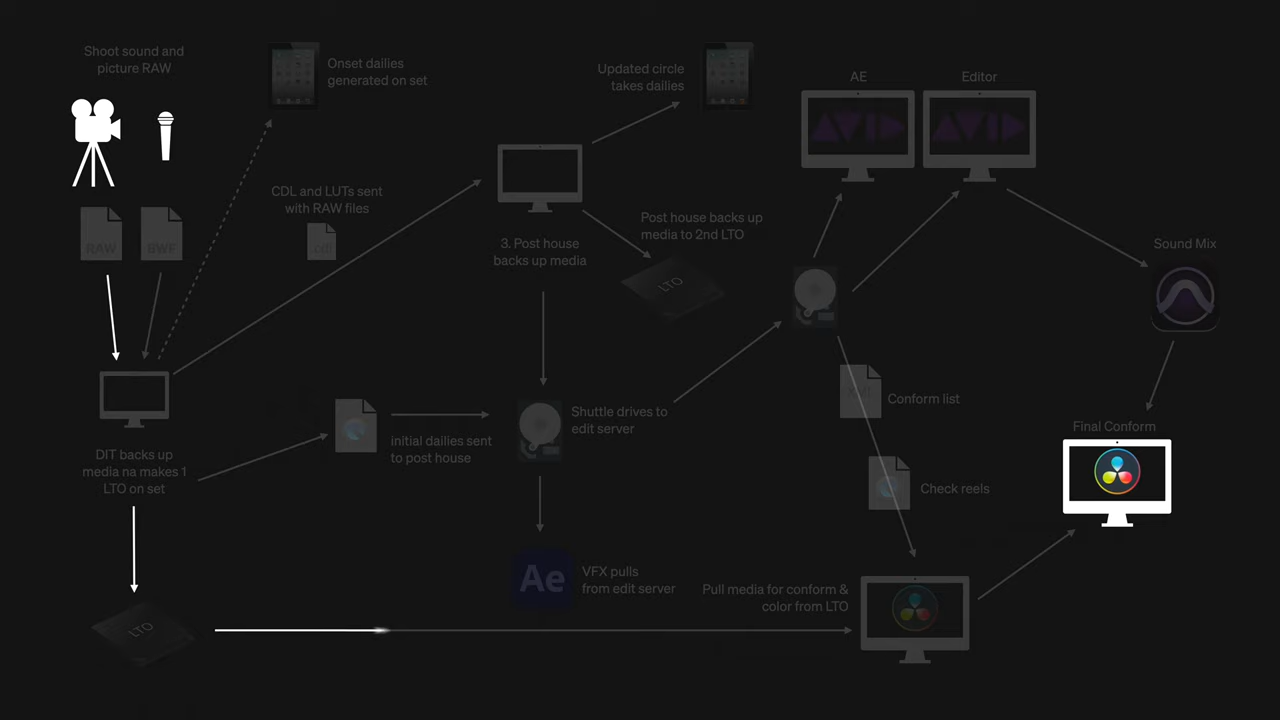 Shoot sound and
picture RAW
Onset dailies
generated on set
Updated circle
takes dailies
AE
Editor
AVID
AVID
CDL and LUTs sent
with RAW files
RAW
BWF
.cdl
3. Post house
backs up media
Post house backs up
media to 2nd LTO
LTO
Sound Mix
DIT backs up
media na makes 1
LTO on set
initial dailies sent
to post house
Shuttle drives to
edit server
Conform list
Check reels
Final Conform
LTO
Ae
VFX pulls
from edit server
Pull media for conform &
color from LTO